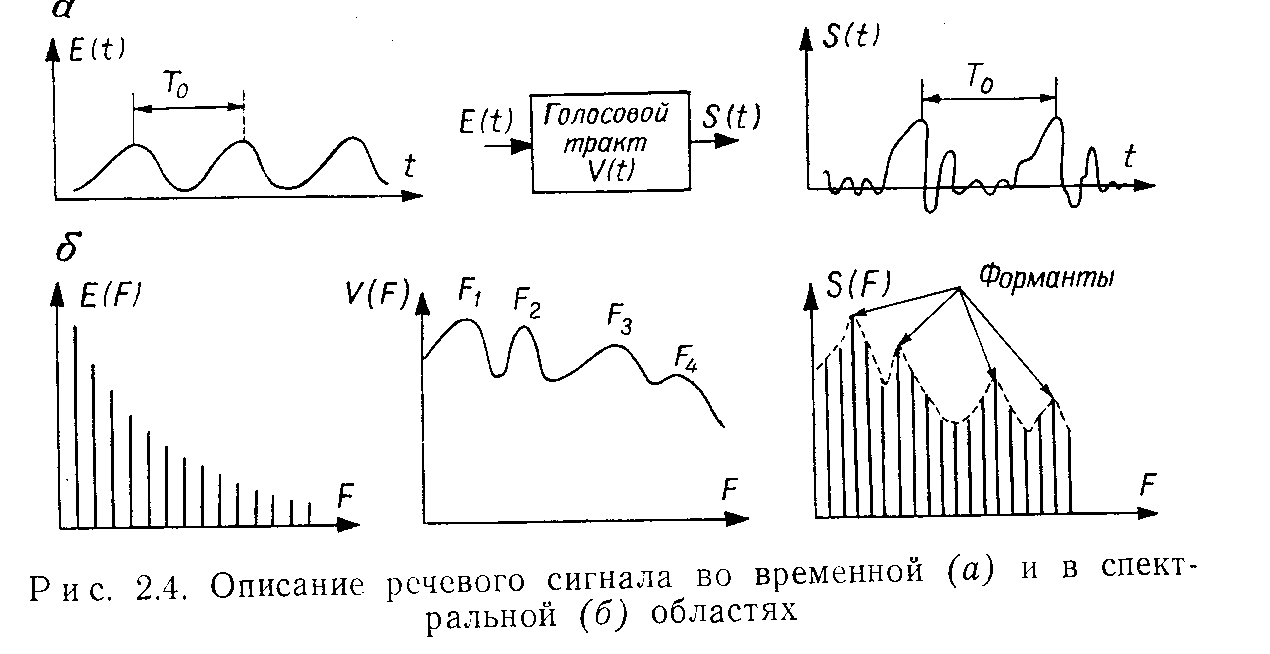 а
E(t)
T₀
t
E(t)
Голосовой
тракт
V(t)
S(t)
S(t)
T₀
t
б
E(F)
F
V(F)
F₁
F₂
F₃
F₄
F
S(F)
Форманты
F
Рис. 2.4. Описание речевого сигнала во временной (а) и в спект-
ральной (б) областях